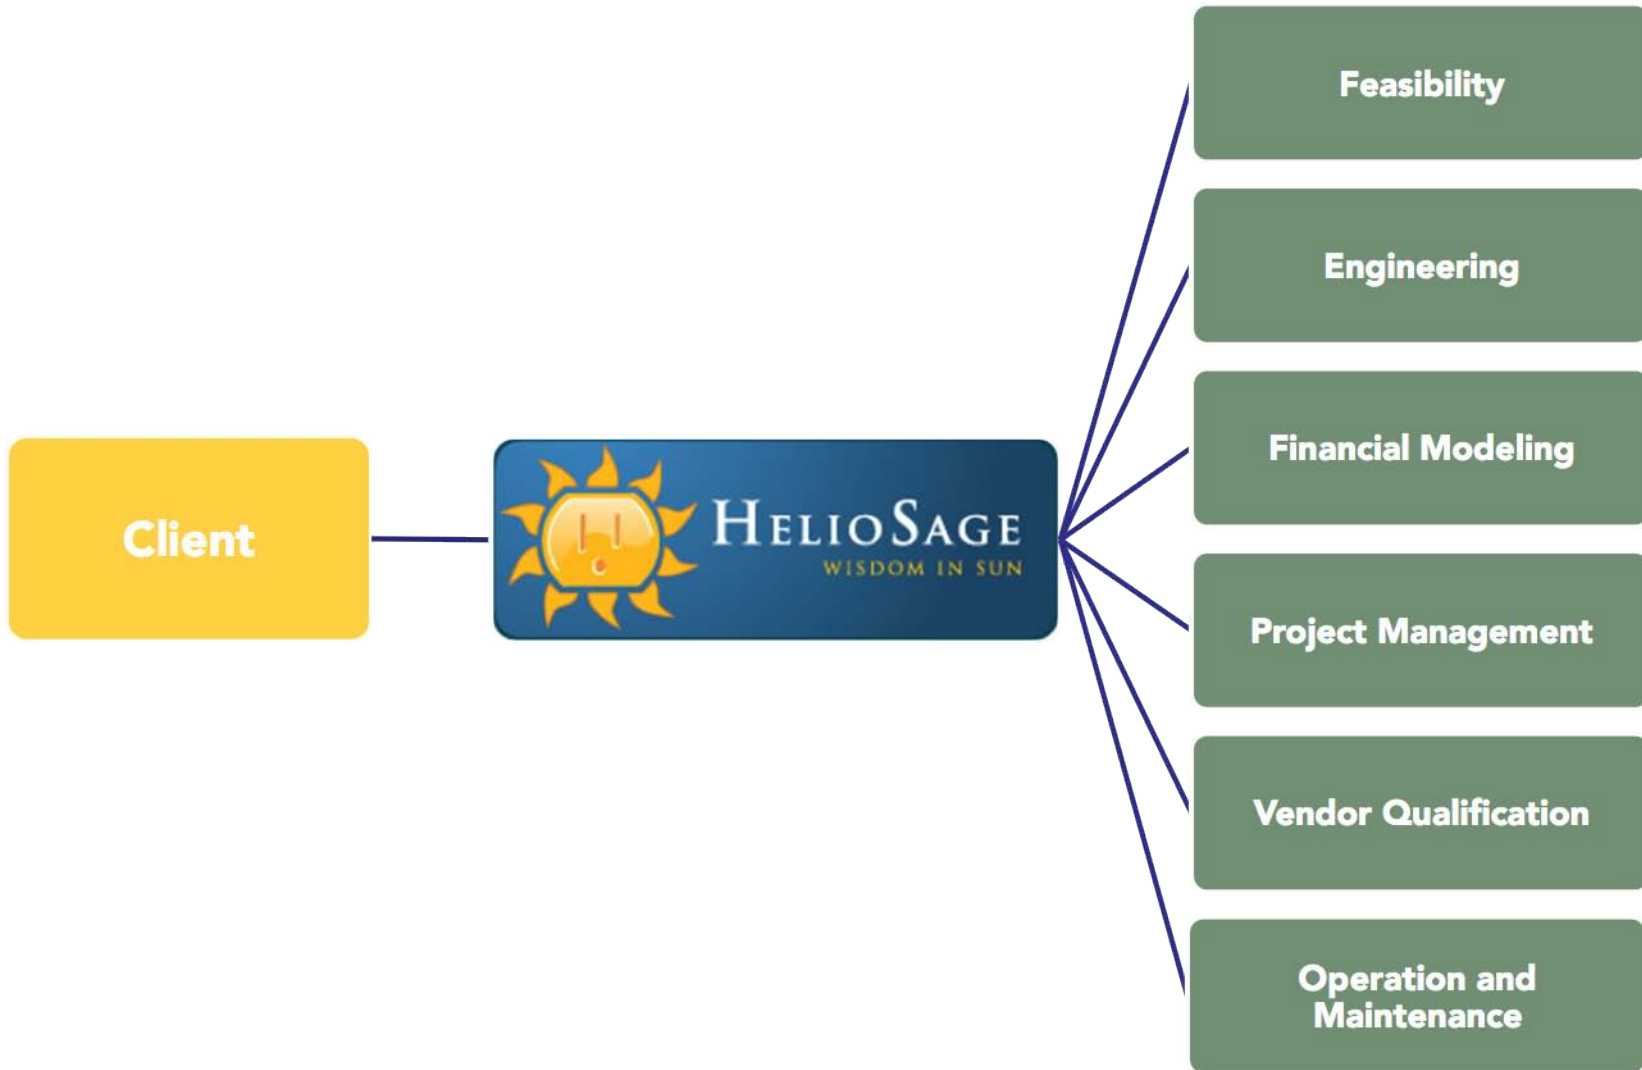 Feasibility
Engineering
Financial Modeling
Client
HELIOSAGE
WISDOM IN SUN
Project Management
Vendor Qualification
Operation and
Maintenance